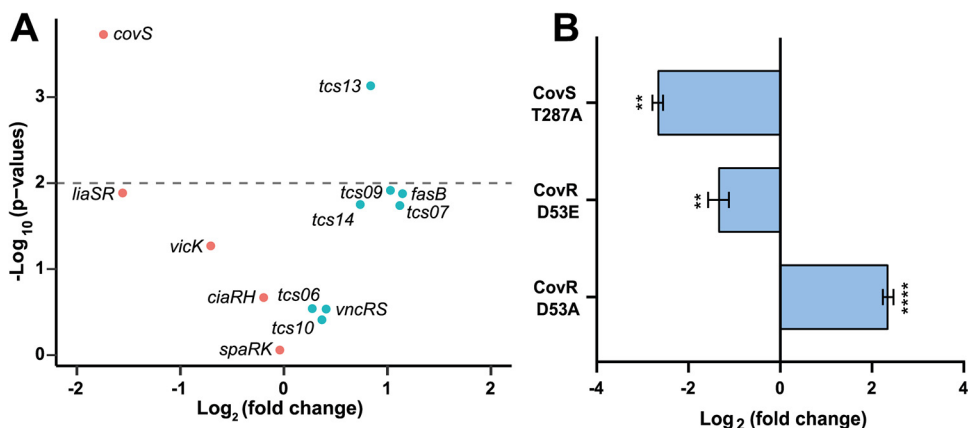 A
covS
tcs13
3
2
liaSR
tcs09
fasB
tcs14
tcs07
vicK
1
ciaRH
tcs06
vncRS
tcs10
spaRK
0
-2
-1
0
1
2
-Log10 (p−values)
Log2 (fold change)
B
CovS
T287A
**
CovR
D53E
**
CovR
D53A
****
-4
-2
0
2
4
Log2 (fold change)